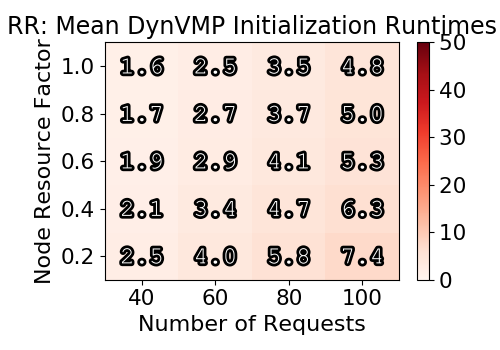 RR: Mean DynVMP Initialization Runtimes
Node Resource Factor
1.0 1.6 2.5 3.5 4.8
0.8 1.7 2.7 3.7 5.0
0.6 1.9 2.9 4.1 5.3
0.4 2.1 3.4 4.7 6.3
0.2 2.5 4.0 5.8 7.4
40 60 80 100
Number of Requests
50
40
30
20
10
0